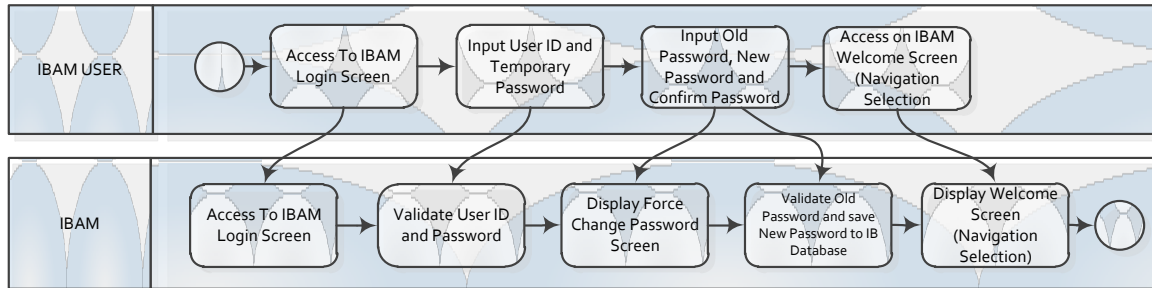 IBAM USER
Access To IBAM
Login Screen
Input User ID and
Temporary
Password
Input Old
Password, New
Password and
Confirm Password
Access on IBAM
Welcome Screen
(Navigation
Selection
IBAM
Access To IBAM
Login Screen
Validate User ID
and Password
Display Force
Change Password
Screen
Validate Old
Password and save
New Password to IB
Database
Display Welcome
Screen
(Navigation
Selection)